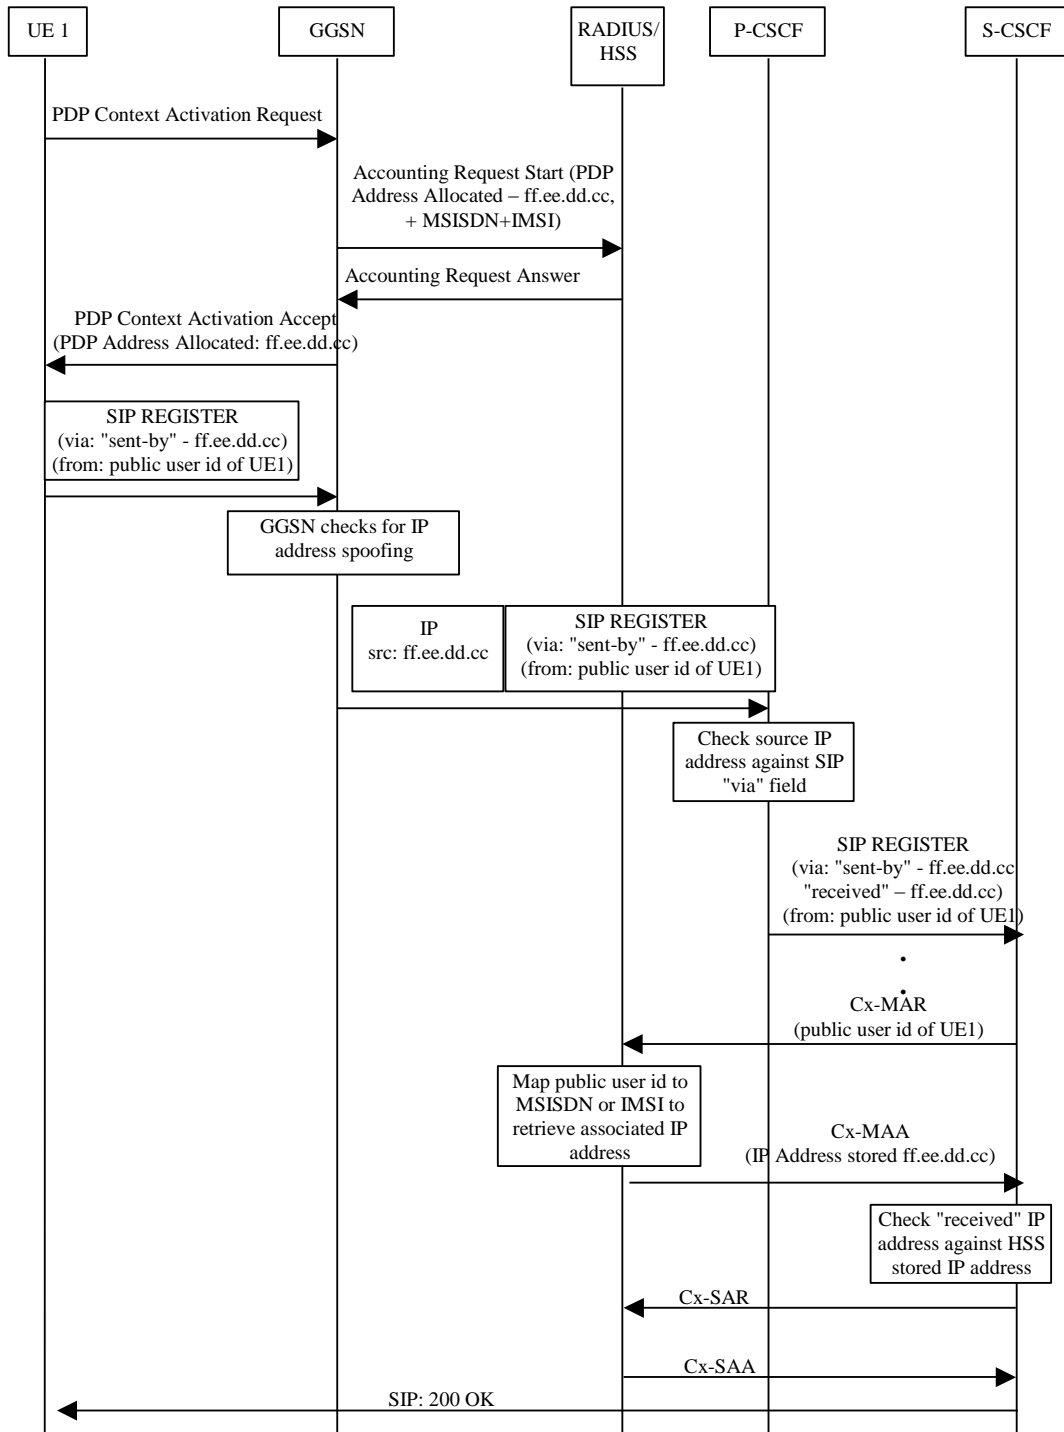 UE 1
GGSN
RADIUS/
HSS
P-CSCF
S-CSCF
PDP Context Activation Request
Accounting Request Start (PDP
Address Allocated – ff.ee.dd.cc,
+ MSISDN+IMSI)
Accounting Request Answer
PDP Context Activation Accept
(PDP Address Allocated: ff.ee.dd.cc)
SIP REGISTER
(via: "sent-by" - ff.ee.dd.cc)
(from: public user id of UE1)
GGSN checks for IP
address spoofing
IP
src: ff.ee.dd.cc
SIP REGISTER
(via: "sent-by" - ff.ee.dd.cc)
(from: public user id of UE1)
Check source IP
address against SIP
"via" field
SIP REGISTER
(via: "sent-by" - ff.ee.dd.cc
"received" – ff.ee.dd.cc)
(from: public user id of UE1)
.
.
Cx-MAR
(public user id of UE1)
Map public user id to
MSISDN or IMSI to
retrieve associated IP
address
Cx-MAA
(IP Address stored ff.ee.dd.cc)
Check "received" IP
address against HSS
stored IP address
Cx-SAR
Cx-SAA
SIP: 200 OK